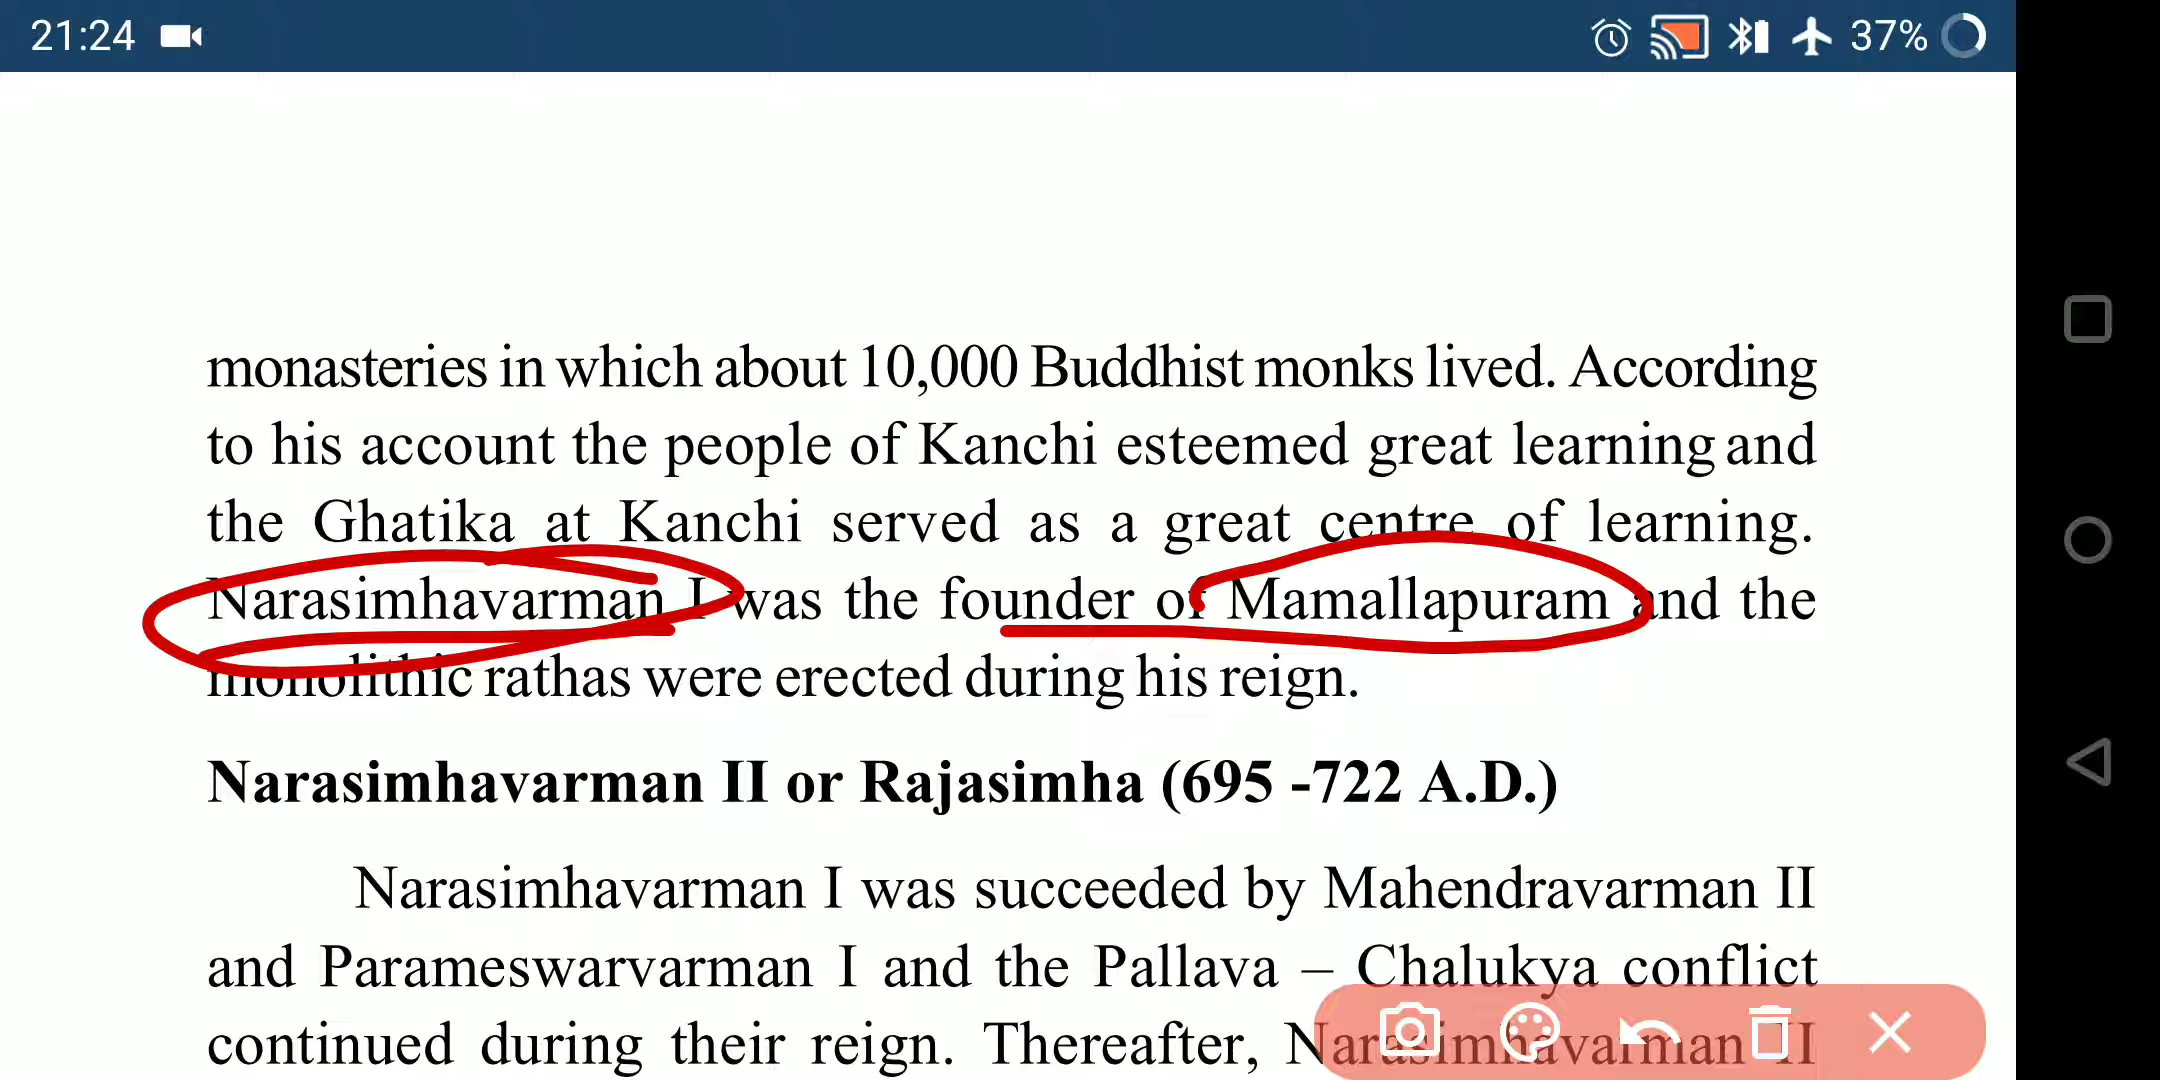 21:24
37%
monasteries in which about 10,000 Buddhist monks lived. According
to his account the people of Kanchi esteemed great learning and
the Ghatika at Kanchi served as a great centre of learning.
Narasimhavarman I was the founder of Mamallapuram and the
monolithic rathas were erected during his reign.
Narasimhavarman II or Rajasimha (695 -722 A.D.)
Narasimhavarman I was succeeded by Mahendravarman II
and Parameswarvarman I and the Pallava – Chalukya conflict
continued during their reign. Thereafter, Narasimhavarman II